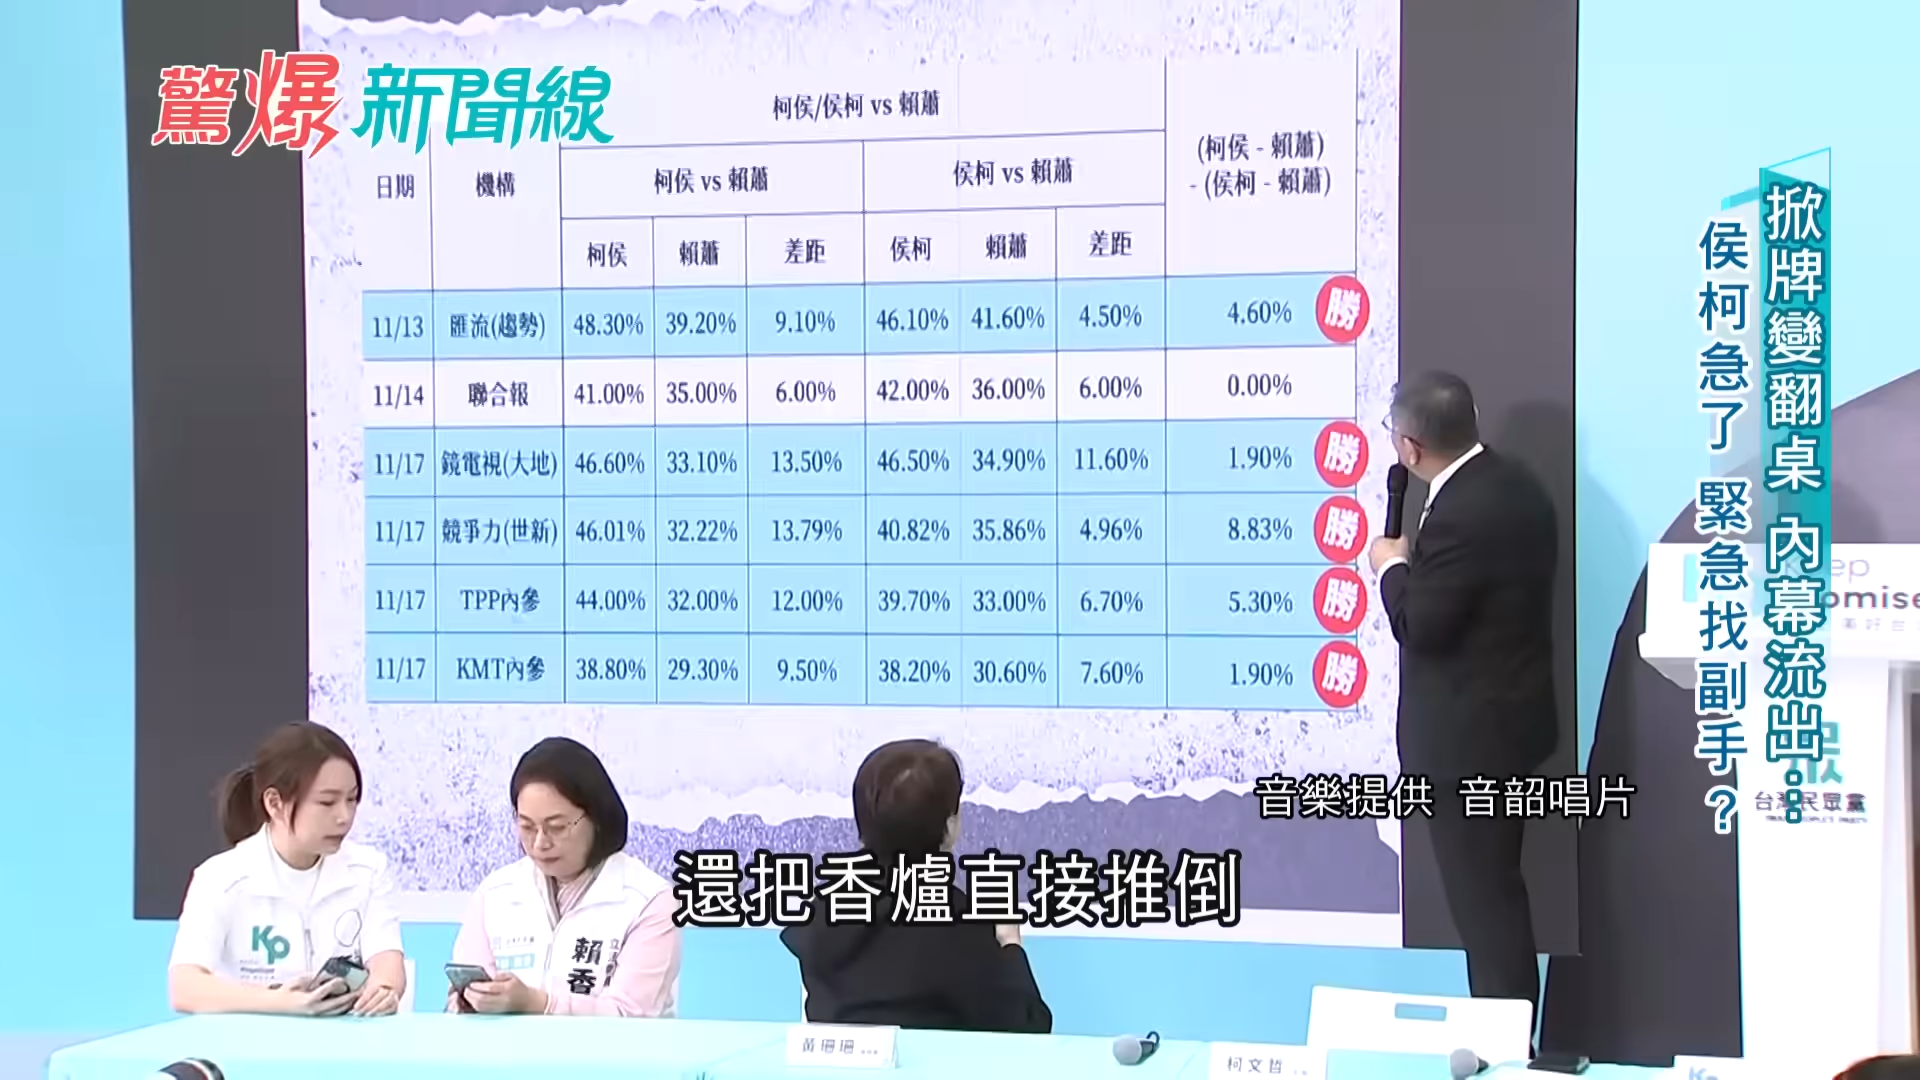 驚爆新聞線
柯侯/侯柯 vs 賴蕭
(柯侯 - 賴蕭)
- (侯柯 - 賴蕭)
日期 機構 柯侯 vs 賴蕭 侯柯 vs 賴蕭
柯侯 賴蕭 差距 侯柯 賴蕭 差距
11/13 匯流(趨勢) 48.30% 39.20% 9.10% 46.10% 41.60% 4.50% 4.60% 勝
11/14 聯合報 41.00% 35.00% 6.00% 42.00% 36.00% 6.00% 0.00%
11/17 鏡電視(大地) 46.60% 33.10% 13.50% 46.50% 34.90% 11.60% 1.90% 勝
11/17 競爭力(世新) 46.01% 32.22% 13.79% 40.82% 35.86% 4.96% 8.83% 勝
11/17 TPP內參 44.00% 32.00% 12.00% 39.70% 33.00% 6.70% 5.30% 勝
11/17 KMT內參 38.80% 29.30% 9.50% 38.20% 30.60% 7.60% 1.90% 勝
掀牌變翻桌 內幕流出…
侯柯急了 緊急找副手？
音樂提供 音韶唱片
還把香爐直接推倒
台灣民眾黨
KP
賴香
黃珊珊
柯文哲